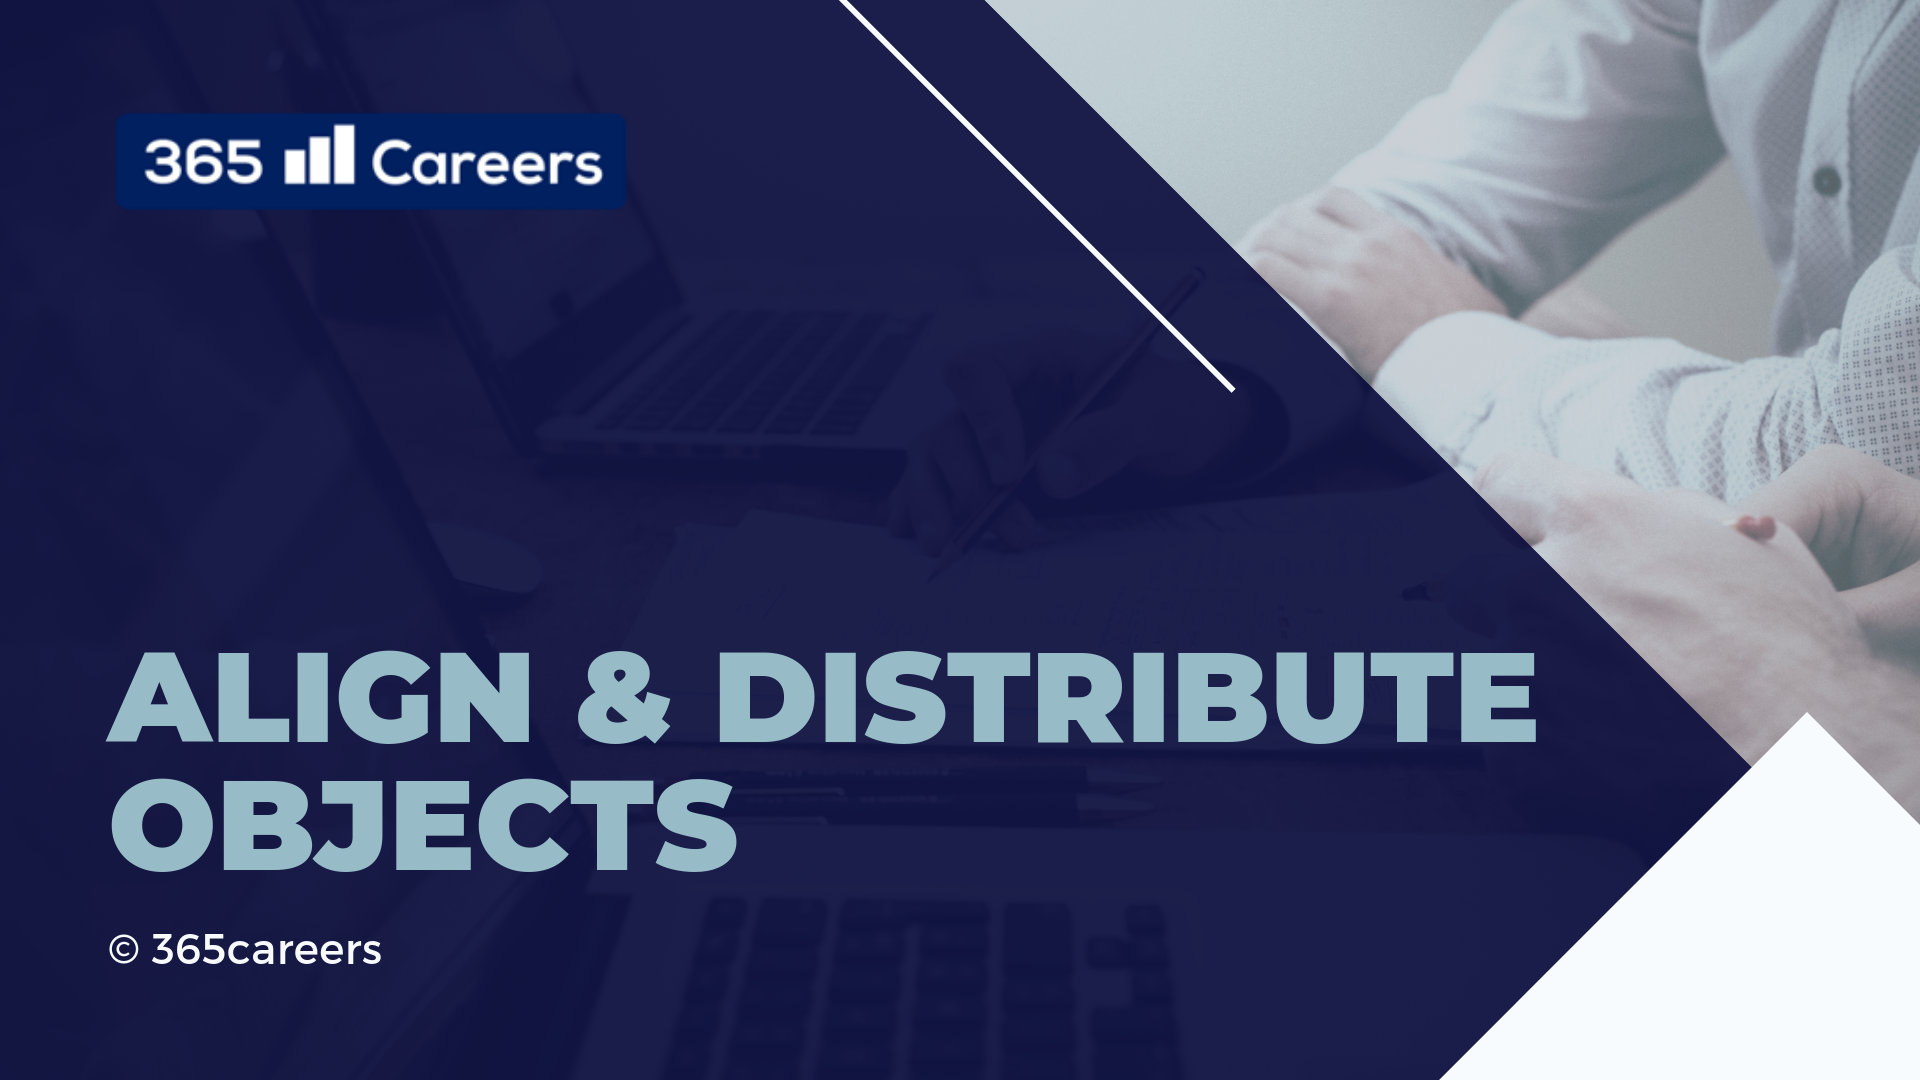 365 Careers
ALIGN & DISTRIBUTE
OBJECTS
© 365careers